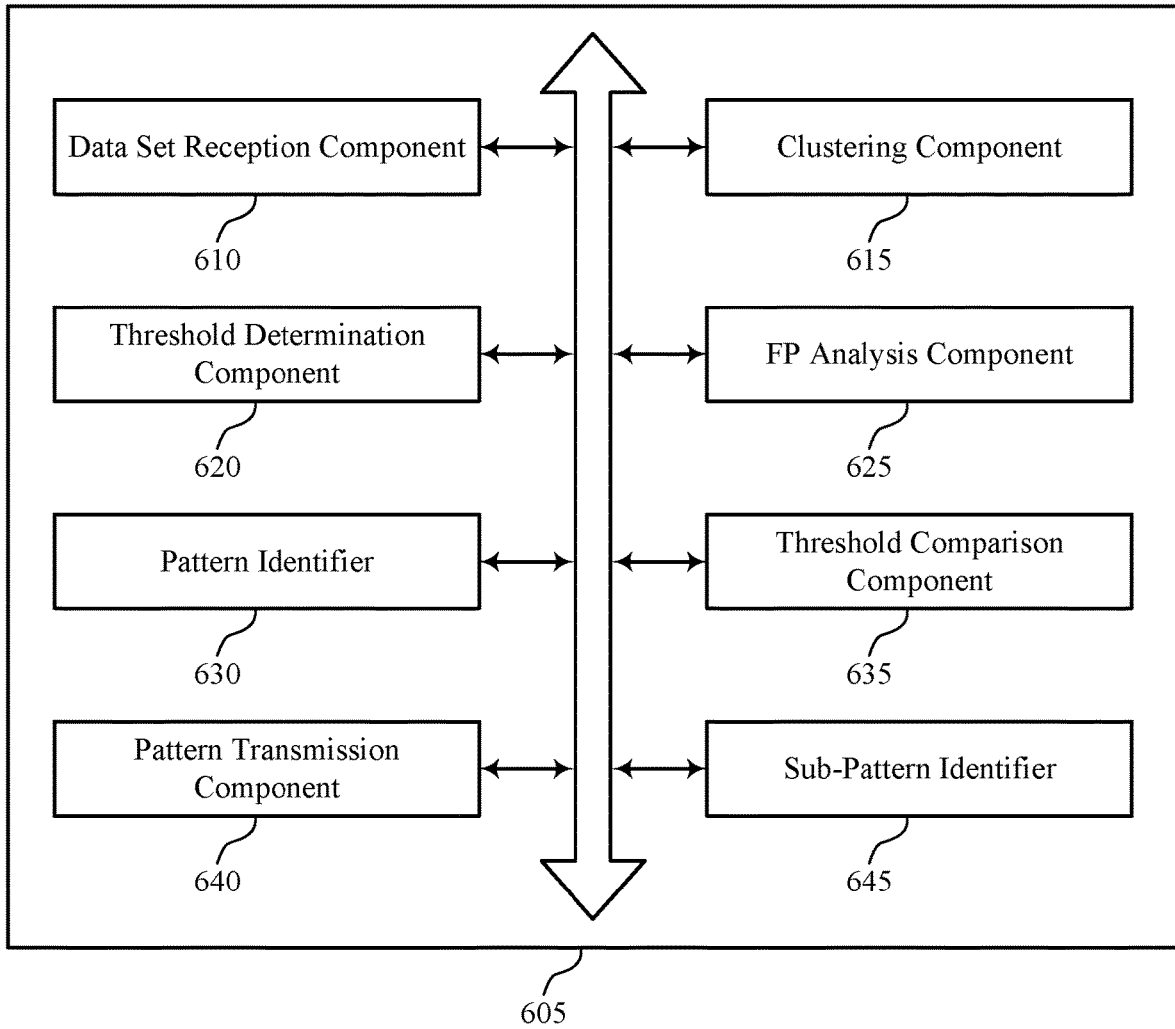 Data Set Reception Component
610
Clustering Component
615
Threshold Determination
Component
620
FP Analysis Component
625
Pattern Identifier
630
Threshold Comparison
Component
635
Pattern Transmission
Component
640
Sub-Pattern Identifier
645
605